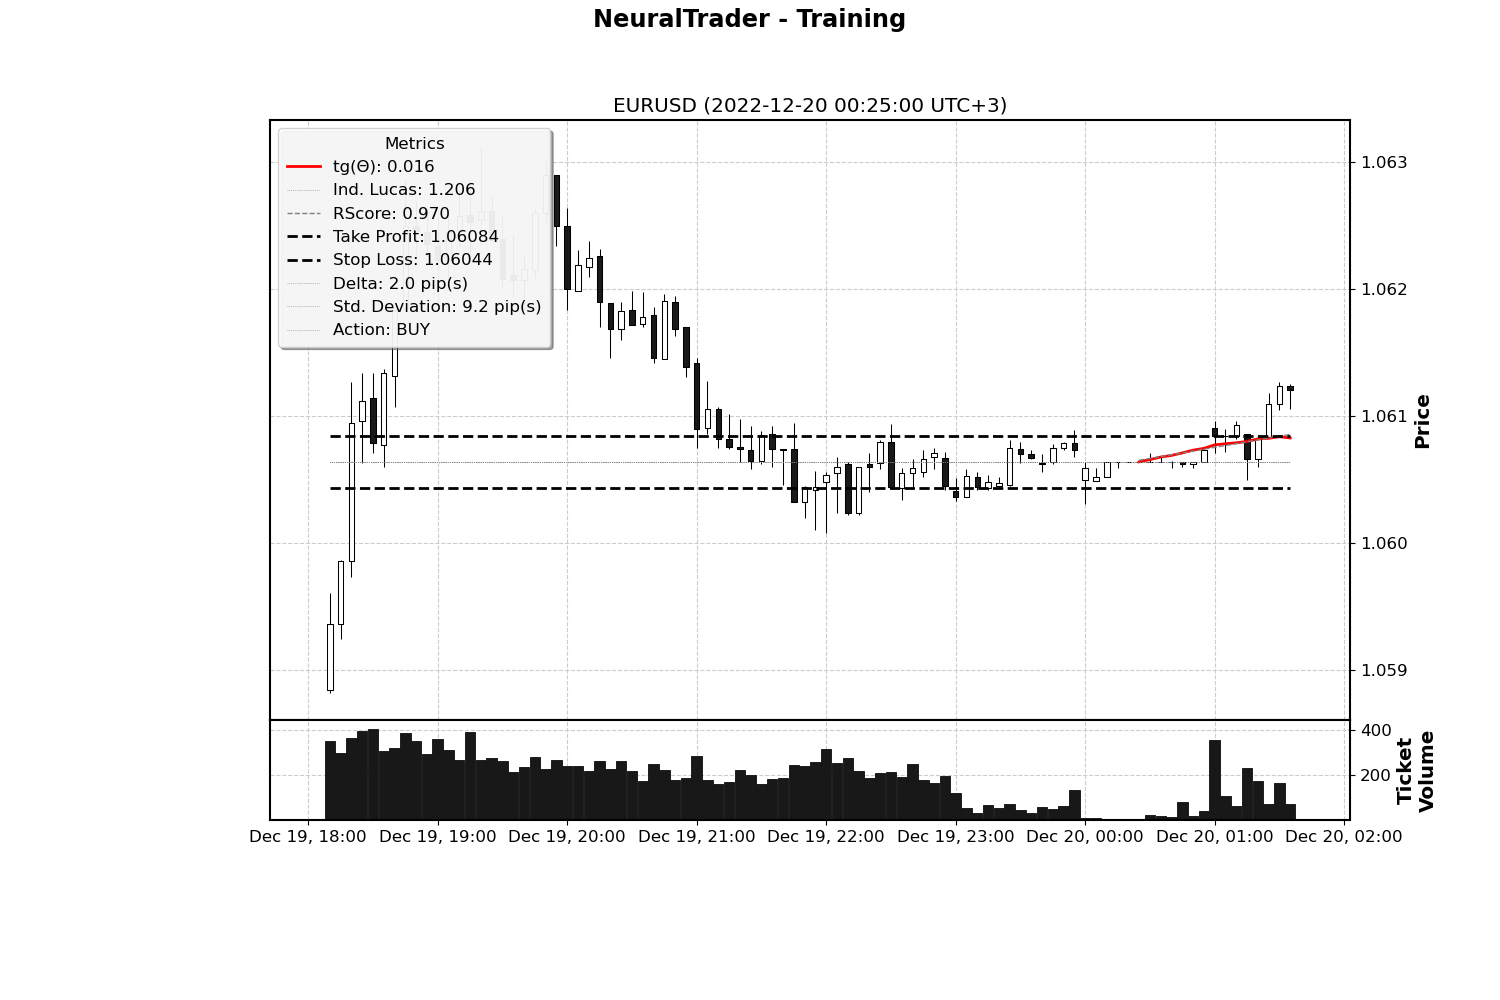 NeuralTrader - Training
EURUSD (2022-12-20 00:25:00 UTC+3)
Metrics
tg(Θ): 0.016
Ind. Lucas: 1.206
RScore: 0.970
Take Profit: 1.06084
Stop Loss: 1.06044
Delta: 2.0 pip(s)
Std. Deviation: 9.2 pip(s)
Action: BUY
1.063
1.062
1.061
1.060
1.059
Price
400
200
Ticket
Volume
Dec 19, 18:00 Dec 19, 19:00 Dec 19, 20:00 Dec 19, 21:00 Dec 19, 22:00 Dec 19, 23:00 Dec 20, 00:00 Dec 20, 01:00 Dec 20, 02:00